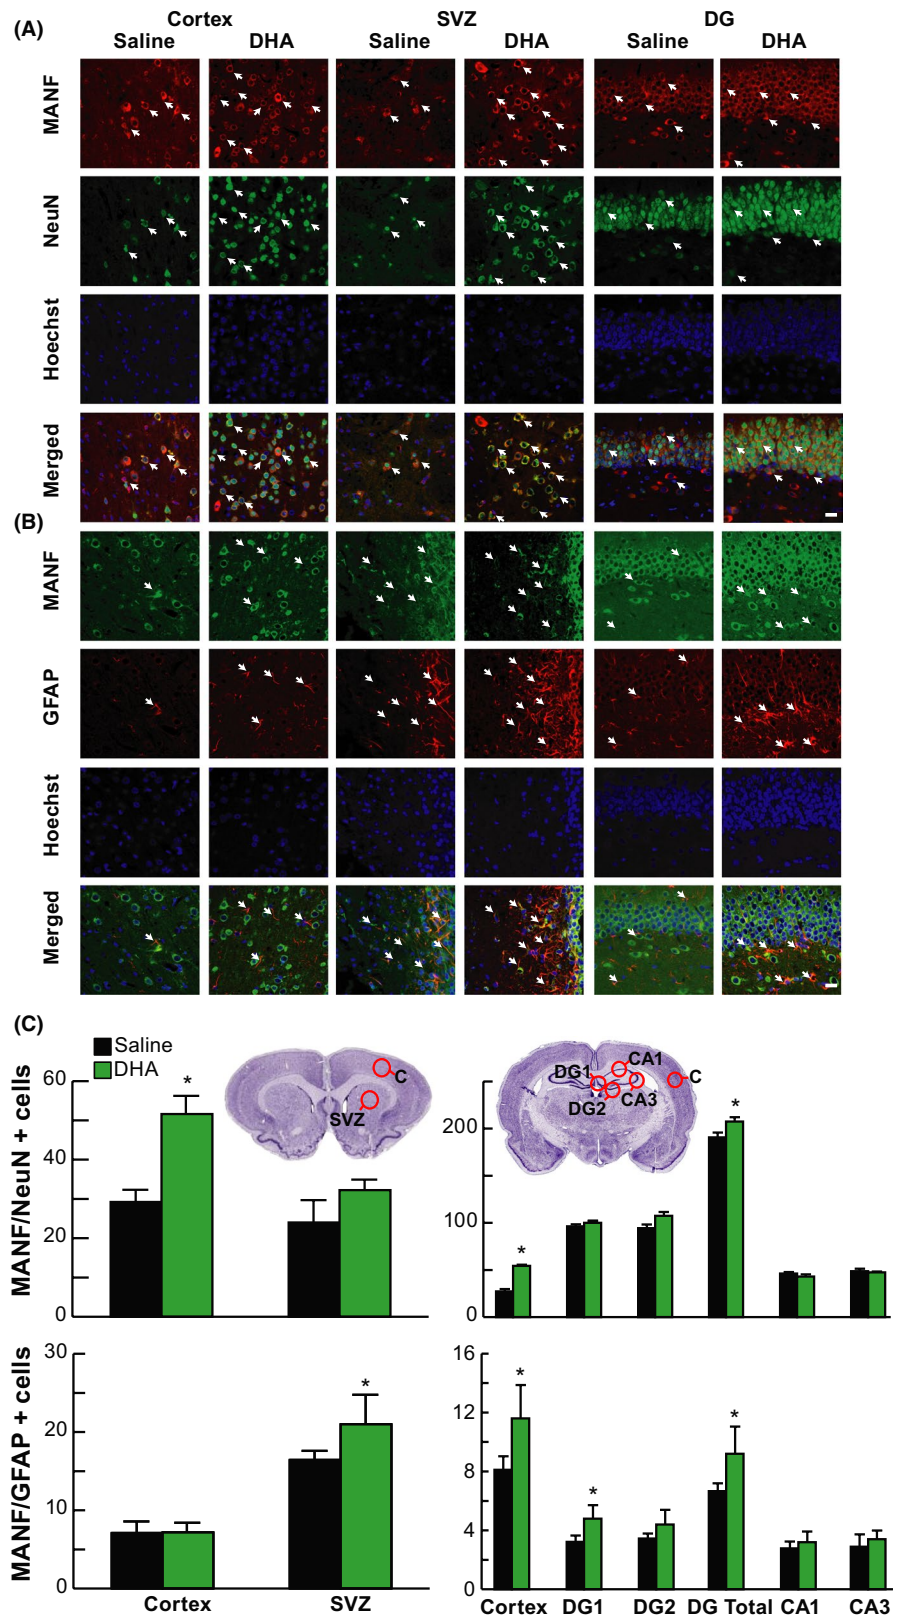 (A)
Cortex SVZ DG
Saline DHA Saline DHA Saline DHA
MANF
NeuN
Hoechst
Merged
(B)
MANF
GFAP
Hoechst
Merged
(C)
Saline
DHA
MANF/NeuN + cells
60
40
20
0
*
C
SVZ
200
100
0
*
*
DG1
CA1
C
DG2
CA3
MANF/GFAP + cells
30
20
10
0
*
Cortex SVZ
16
12
8
4
0
*
*
*
Cortex DG1 DG2 DG Total CA1 CA3